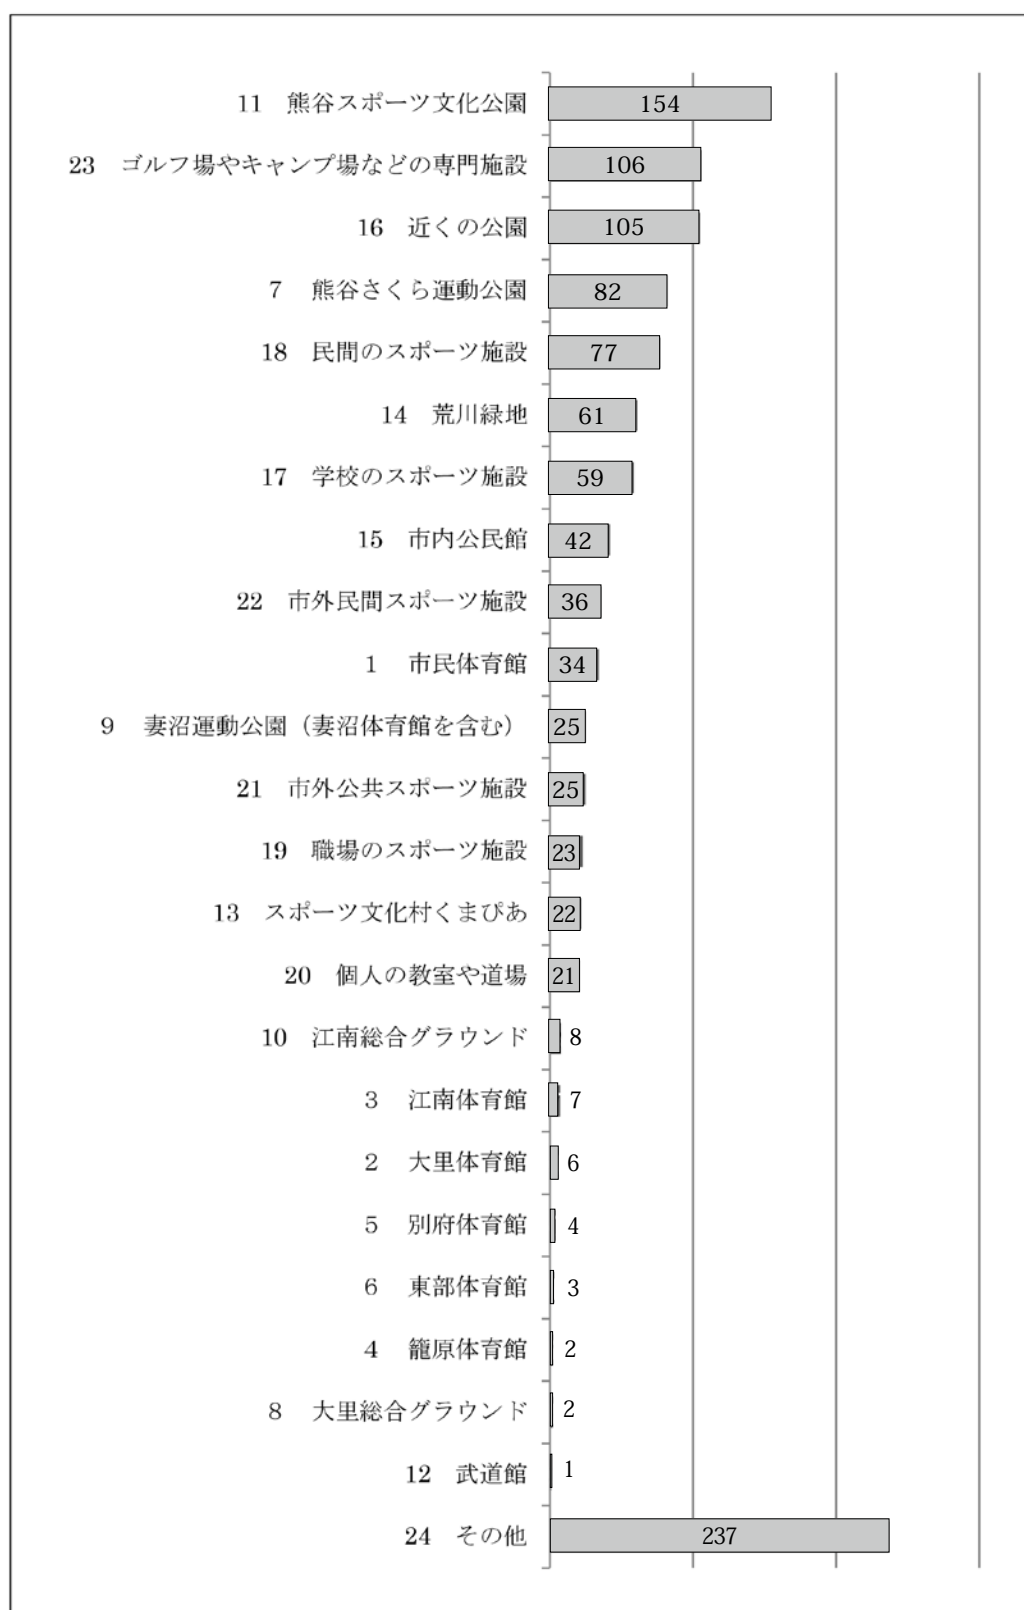 11 熊谷スポーツ文化公園 154
23 ゴルフ場やキャンプ場などの専門施設 106
16 近くの公園 105
7 熊谷さくら運動公園 82
18 民間のスポーツ施設 77
14 荒川緑地 61
17 学校のスポーツ施設 59
15 市内公民館 42
22 市外民間スポーツ施設 36
1 市民体育館 34
9 妻沼運動公園（妻沼体育館を含む） 25
21 市外公共スポーツ施設 25
19 職場のスポーツ施設 23
13 スポーツ文化村くまぴあ 22
20 個人の教室や道場 21
10 江南総合グラウンド 8
3 江南体育館 7
2 大里体育館 6
5 別府体育館 4
6 東部体育館 3
4 籠原体育館 2
8 大里総合グラウンド 2
12 武道館 1
24 その他 237